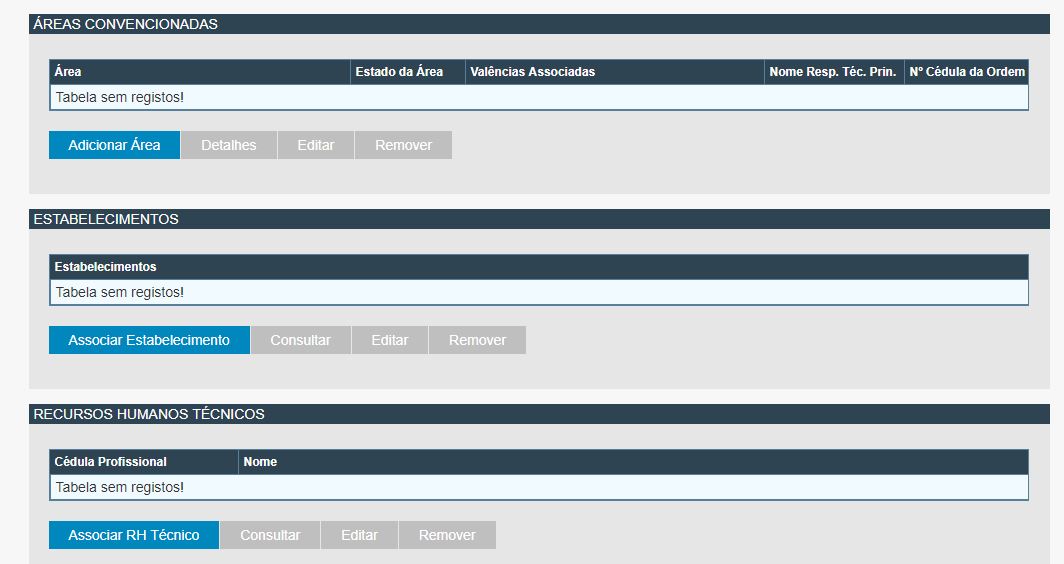 ÁREAS CONVENCIONADAS
Área Estado da Área Valências Associadas Nome Resp. Téc. Prin. Nº Cédula da Ordem
Tabela sem registos!
Adicionar Área Detalhes Editar Remover
ESTABELECIMENTOS
Estabelecimentos
Tabela sem registos!
Associar Estabelecimento Consultar Editar Remover
RECURSOS HUMANOS TÉCNICOS
Cédula Profissional Nome
Tabela sem registos!
Associar RH Técnico Consultar Editar Remover